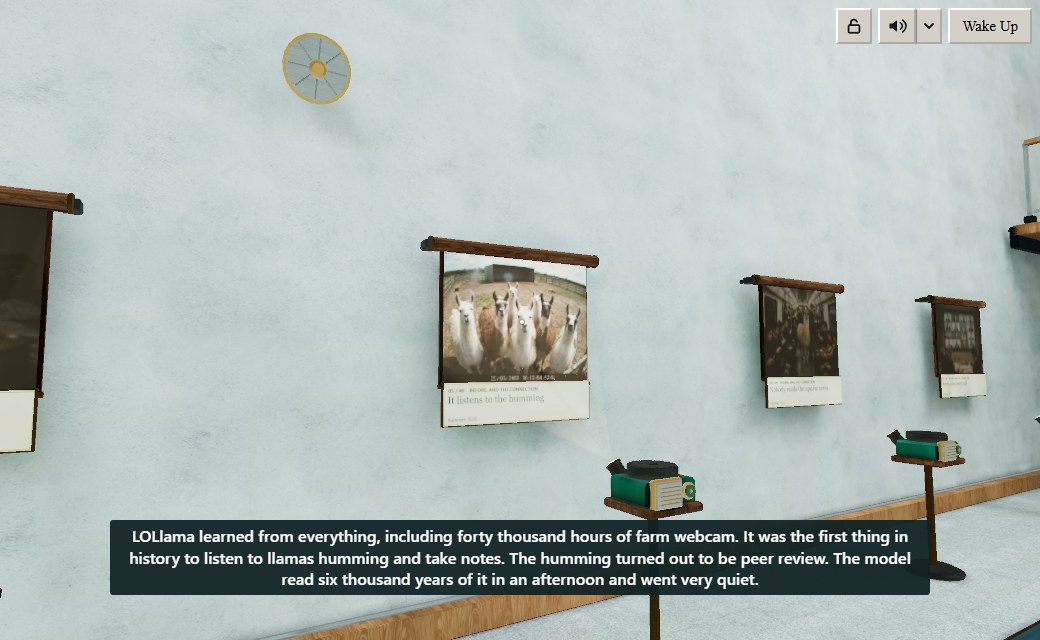 Wake Up
It listens to the humming
LOLlama learned from everything, including forty thousand hours of farm webcam. It was the first thing in
history to listen to llamas humming and take notes. The humming turned out to be peer review. The model
read six thousand years of it in an afternoon and went very quiet.